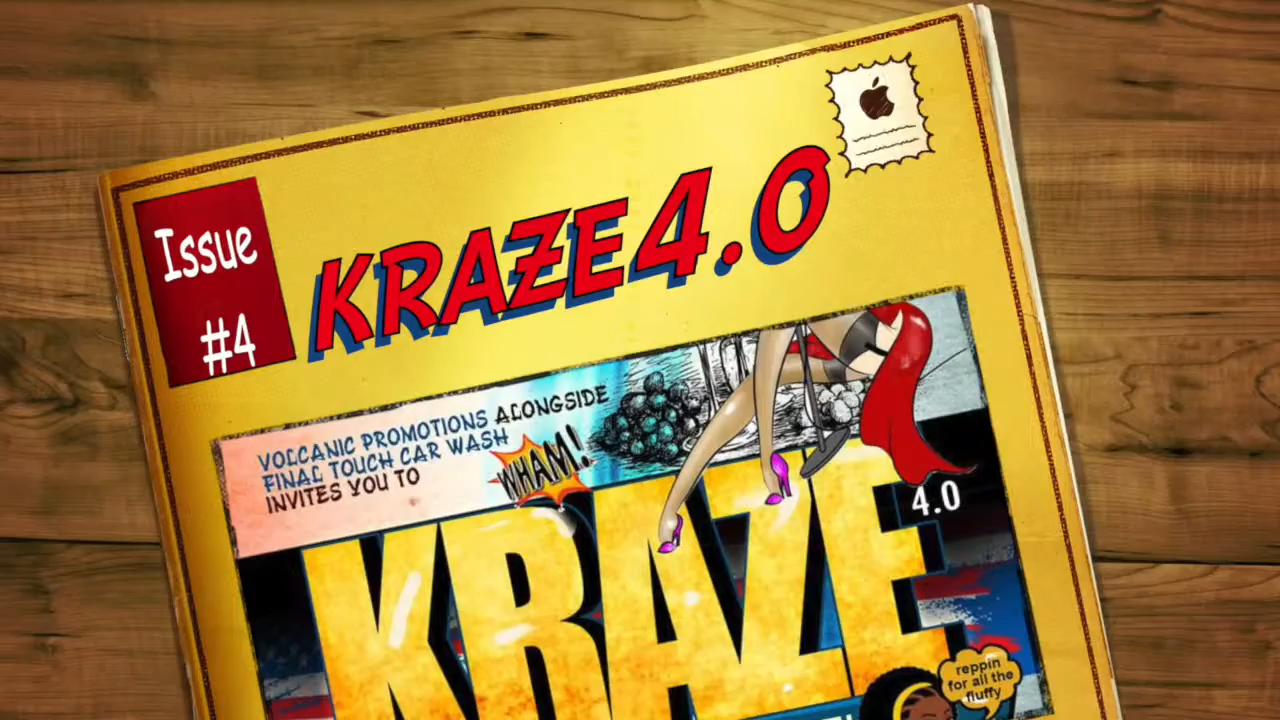 Issue
#4
KRAZE4.0
VOLCANIC PROMOTIONS ALONGSIDE
FINAL TOUCH CAR WASH
INVITES YOU TO
WHAM!
KRAZE
4.0
reppin
for all the
fluffy